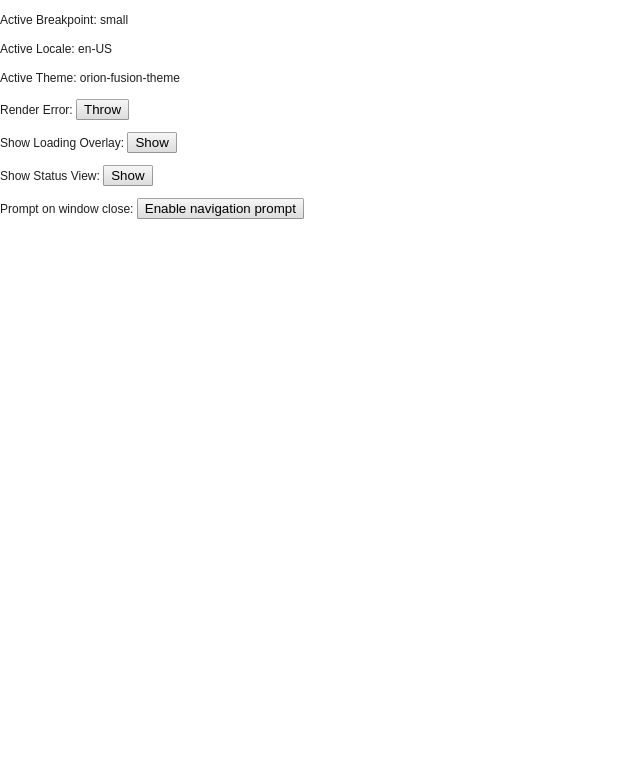 Active Breakpoint: small
Active Locale: en-US
Active Theme: orion-fusion-theme
Render Error: Throw
Show Loading Overlay: Show
Show Status View: Show
Prompt on window close: Enable navigation prompt